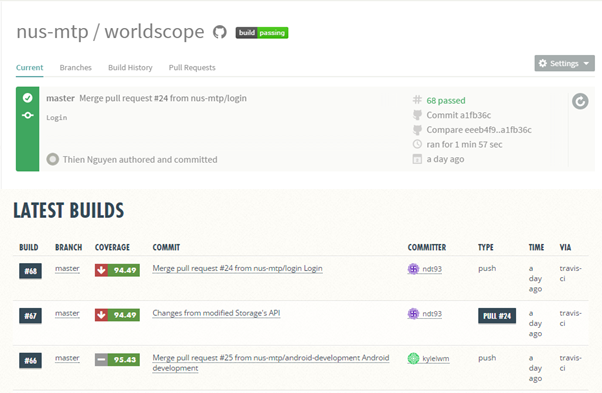 nus-mtp / worldscope build passing
Current Branches Build History Pull Requests Settings
master Merge pull request #24 from nus-mtp/login
Login
Thien Nguyen authored and committed
68 passed
Commit a1fb36c
Compare eeeb4f9..a1fb36c
ran for 1 min 57 sec
a day ago
LATEST BUILDS
BUILD BRANCH COVERAGE COMMIT COMMITTER TYPE TIME VIA
#68 master 94.49 Merge pull request #24 from nus-mtp/login Login ndt93 push a day ago travis-ci
#67 master 94.49 Changes from modified Storage's API ndt93 PULL #24 a day ago travis-ci
#66 master 95.43 Merge pull request #25 from nus-mtp/android-development Android development kylelwm push a day ago travis-ci